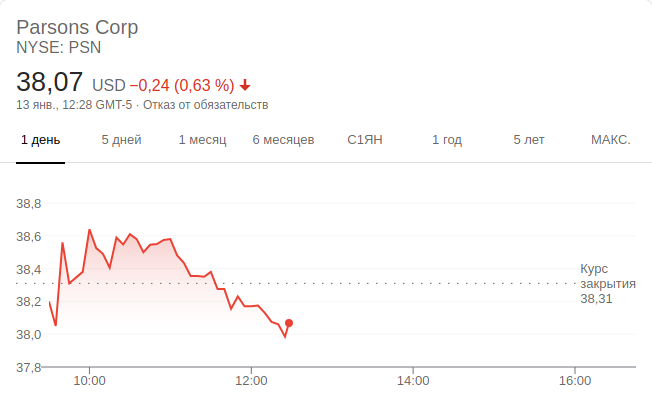 Parsons Corp
NYSE: PSN
38,07 USD −0,24 (0,63 %)
13 янв., 12:28 GMT-5 · Отказ от обязательств
1 день 5 дней 1 месяц 6 месяцев С1ЯН 1 год 5 лет МАКС.
38,8
38,6
38,4
38,2
38,0
37,8
Курс
закрытия
38,31
10:00 12:00 14:00 16:00